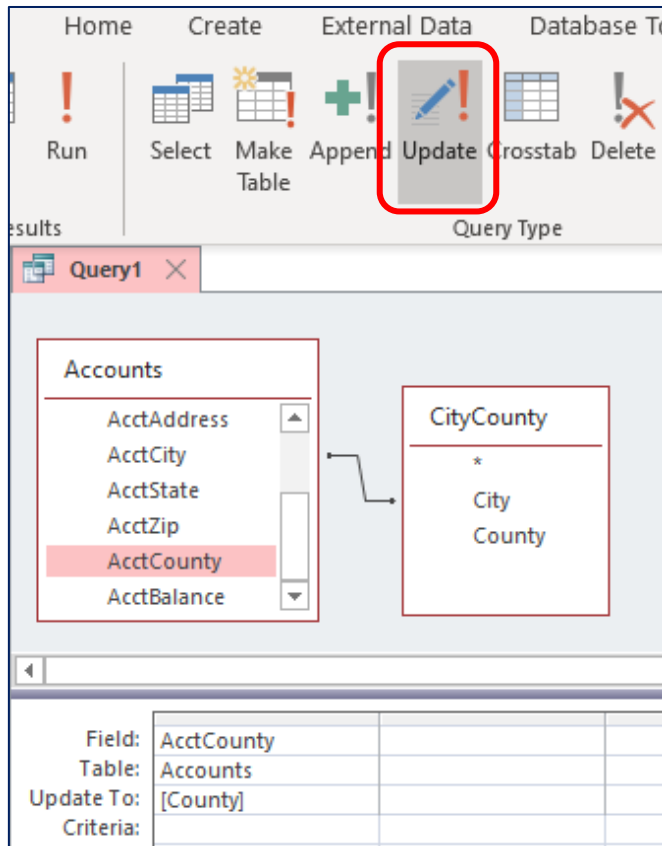 Home Create External Data Database To
Run Select Make Table Append Update Crosstab Delete
esults Query Type
Query1
Accounts
AcctAddress
AcctCity
AcctState
AcctZip
AcctCounty
AcctBalance
CityCounty
*
City
County
Field: AcctCounty
Table: Accounts
Update To: [County]
Criteria: